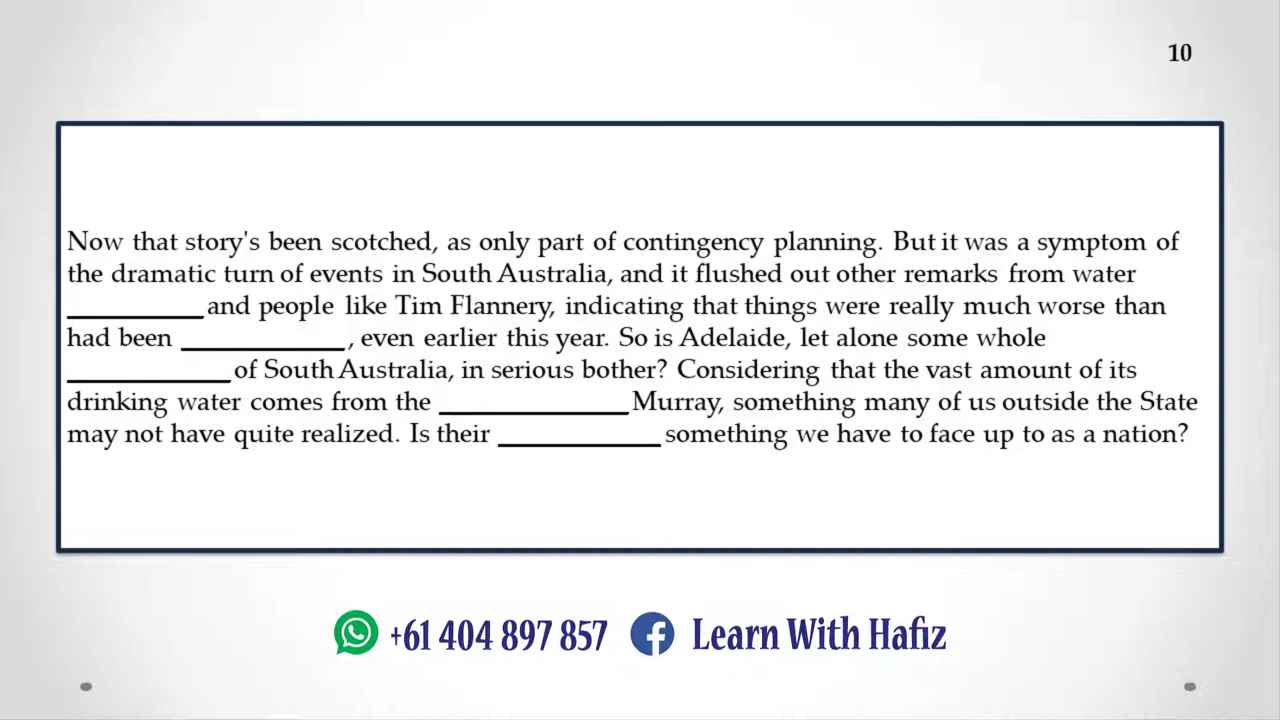 10
Now that story's been scotched, as only part of contingency planning. But it was a symptom of
the dramatic turn of events in South Australia, and it flushed out other remarks from water
__________ and people like Tim Flannery, indicating that things were really much worse than
had been ____________, even earlier this year. So is Adelaide, let alone some whole
____________ of South Australia, in serious bother? Considering that the vast amount of its
drinking water comes from the ______________ Murray, something many of us outside the State
may not have quite realized. Is their ____________ something we have to face up to as a nation?
+61 404 897 857 Learn With Hafiz